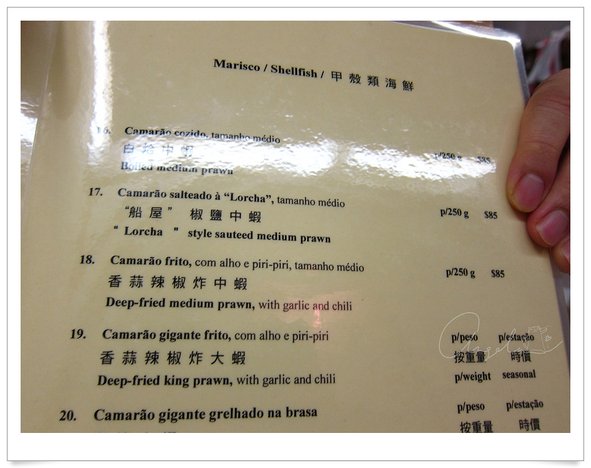 Marisco / Shellfish / 甲殼類海鮮
16. Camarão cozido, tamanho médio p/250 g $85
白焓中蝦
Boiled medium prawn
17. Camarão salteado à "Lorcha", tamanho médio p/250 g $85
"船屋" 椒鹽中蝦
" Lorcha " style sauteed medium prawn
18. Camarão frito, com alho e piri-piri, tamanho médio p/250 g $85
香蒜辣椒炸中蝦
Deep-fried medium prawn, with garlic and chili
19. Camarão gigante frito, com alho e piri-piri p/peso p/estação
香蒜辣椒炸大蝦 按重量 時價
Deep-fried king prawn, with garlic and chili p/weight seasonal
20. Camarão gigante grelhado na brasa p/peso p/estação
按重量 時價